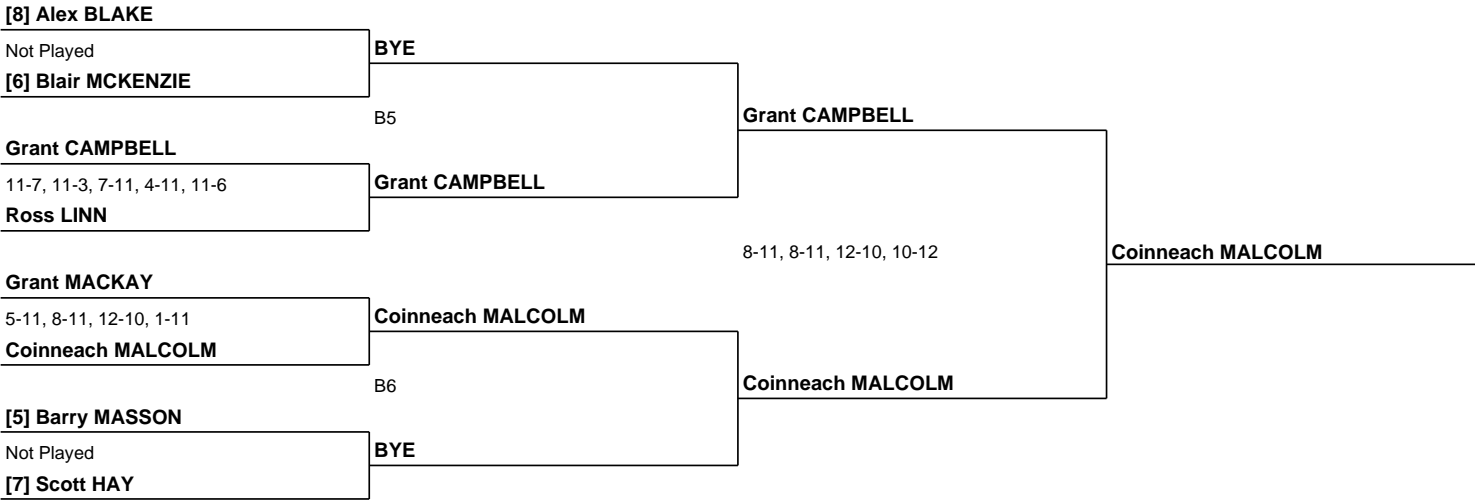 [8] Alex BLAKE
Not Played
[6] Blair MCKENZIE
BYE
B5
Grant CAMPBELL
11-7, 11-3, 7-11, 4-11, 11-6
Ross LINN
Grant CAMPBELL
Grant CAMPBELL
Grant MACKAY
5-11, 8-11, 12-10, 1-11
Coinneach MALCOLM
Coinneach MALCOLM
B6
[5] Barry MASSON
Not Played
[7] Scott HAY
BYE
Coinneach MALCOLM
8-11, 8-11, 12-10, 10-12
Coinneach MALCOLM